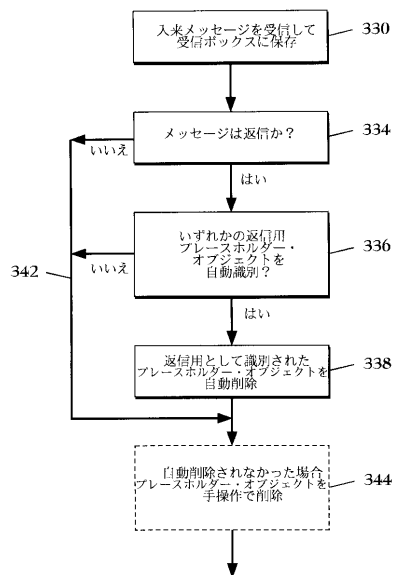 入来メッセージを受信して
受信ボックスに保存
330
メッセージは返信か？
334
いいえ
はい
いずれかの返信用
プレースホルダー・
オブジェクトを
自動識別？
336
いいえ
342
はい
返信用として識別された
プレースホルダー・オブジェクトを
自動削除
338
自動削除されなかった場合
プレースホルダー・オブジェクトを
手操作で削除
344